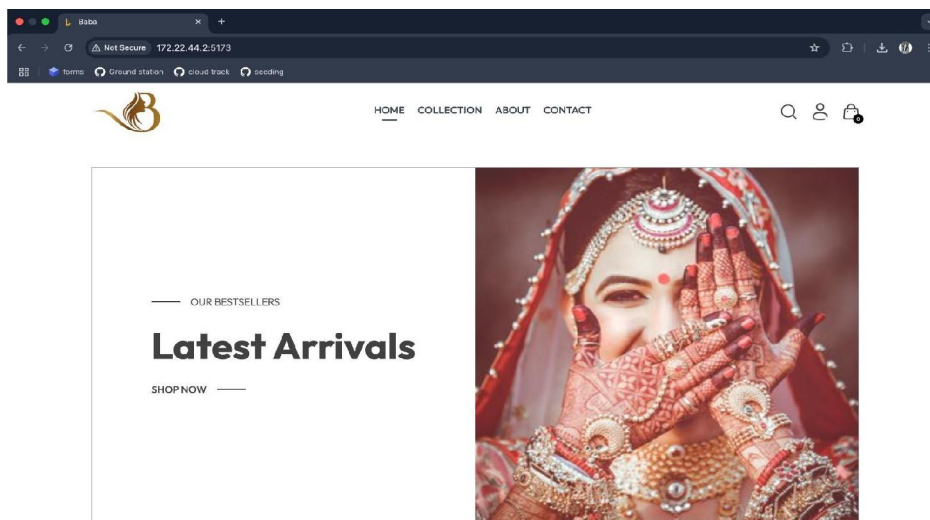 Baba
Not Secure 172.22.44.2:5173
forms Ground station cloud track seeding
B
HOME COLLECTION ABOUT CONTACT
0
OUR BESTSELLERS
Latest Arrivals
SHOP NOW